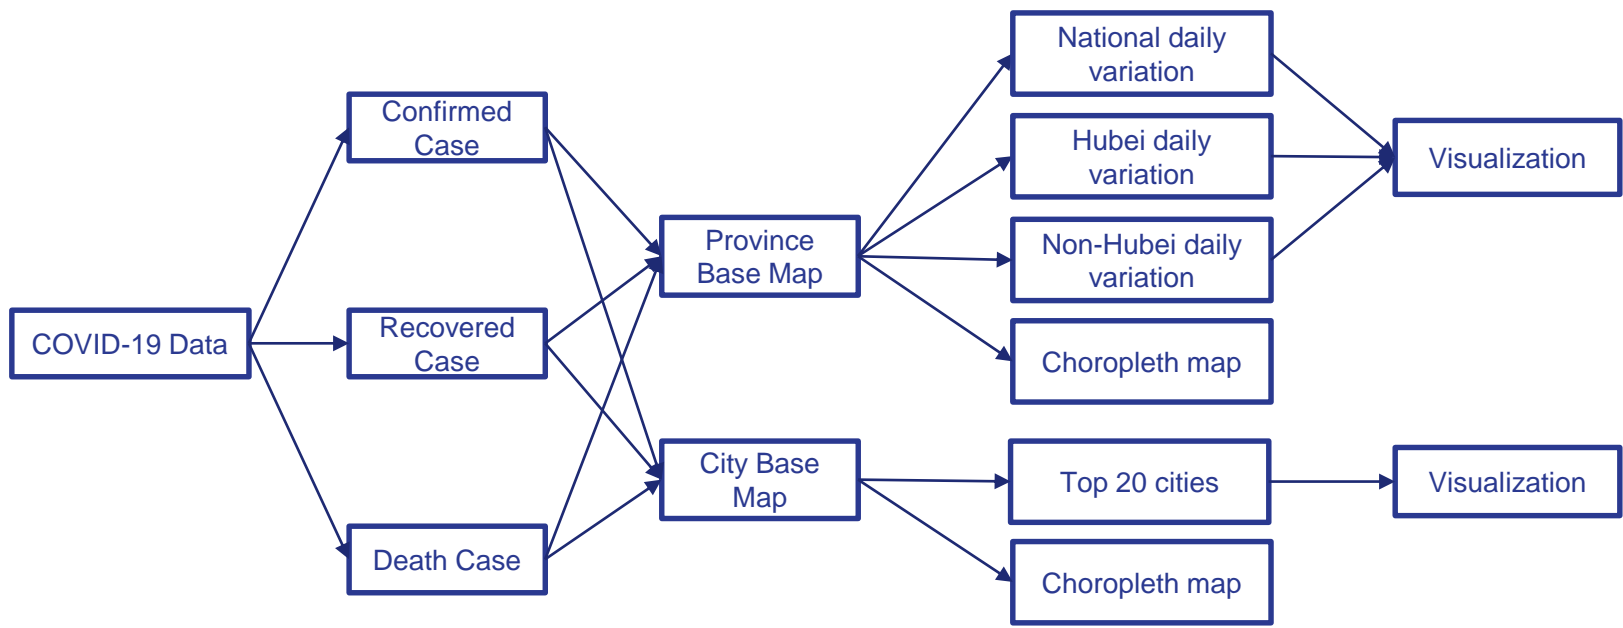 COVID-19 Data
Confirmed
Case
Recovered
Case
Death Case
Province
Base Map
City Base
Map
National daily
variation
Hubei daily
variation
Non-Hubei daily
variation
Choropleth map
Top 20 cities
Choropleth map
Visualization
Visualization